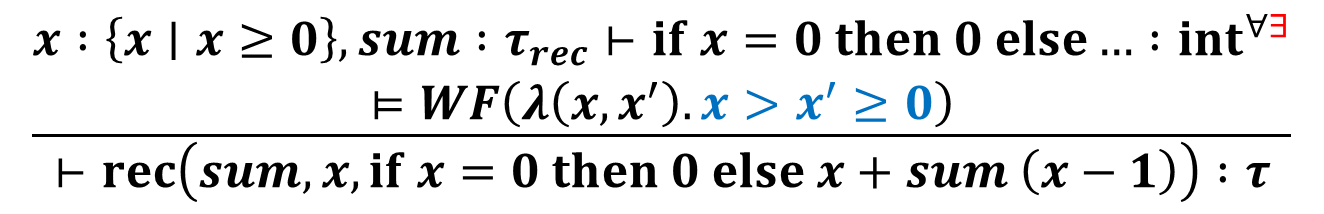 x : {x | x ≥ 0}, sum : τ_rec ⊢ if x = 0 then 0 else … : int^∀∃
⊨ WF(λ(x, x′). x > x′ ≥ 0)
⊢ rec(sum, x, if x = 0 then 0 else x + sum (x − 1)) : τ